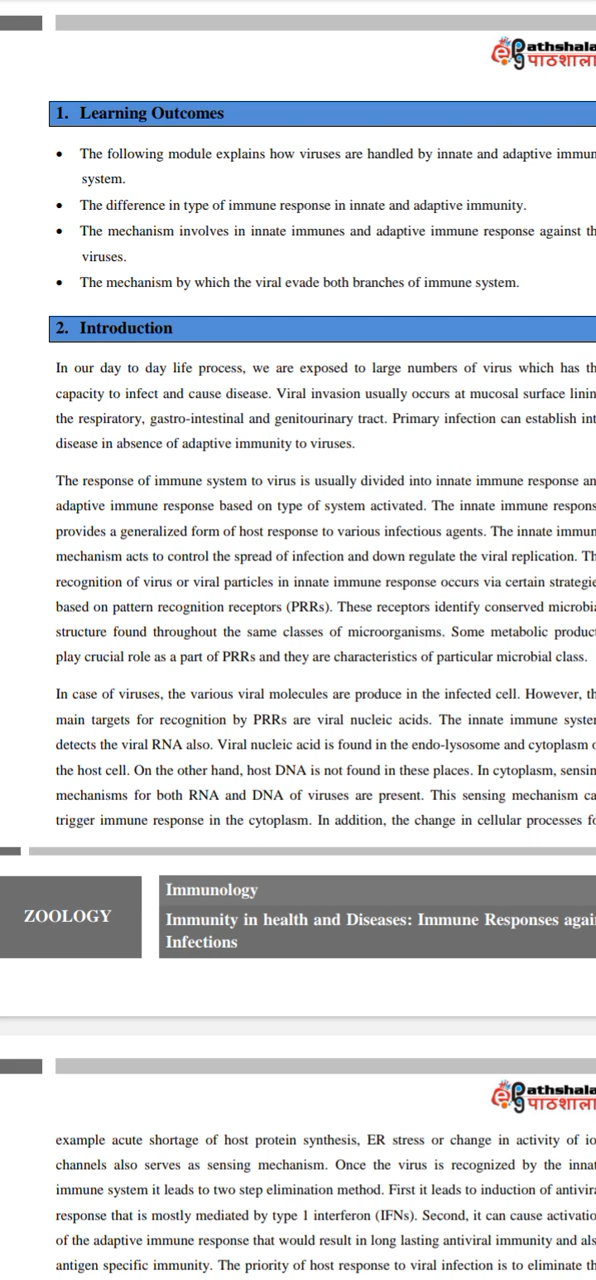 ePathshala
पाठशाला
1. Learning Outcomes
• The following module explains how viruses are handled by innate and adaptive immun
system.
• The difference in type of immune response in innate and adaptive immunity.
• The mechanism involves in innate immunes and adaptive immune response against th
viruses.
• The mechanism by which the viral evade both branches of immune system.
2. Introduction
In our day to day life process, we are exposed to large numbers of virus which has th
capacity to infect and cause disease. Viral invasion usually occurs at mucosal surface linin
the respiratory, gastro-intestinal and genitourinary tract. Primary infection can establish int
disease in absence of adaptive immunity to viruses.
The response of immune system to virus is usually divided into innate immune response an
adaptive immune response based on type of system activated. The innate immune respons
provides a generalized form of host response to various infectious agents. The innate immun
mechanism acts to control the spread of infection and down regulate the viral replication. Th
recognition of virus or viral particles in innate immune response occurs via certain strategie
based on pattern recognition receptors (PRRs). These receptors identify conserved microbia
structure found throughout the same classes of microorganisms. Some metabolic product
play crucial role as a part of PRRs and they are characteristics of particular microbial class.
In case of viruses, the various viral molecules are produce in the infected cell. However, th
main targets for recognition by PRRs are viral nucleic acids. The innate immune system
detects the viral RNA also. Viral nucleic acid is found in the endo-lysosome and cytoplasm o
the host cell. On the other hand, host DNA is not found in these places. In cytoplasm, sensin
mechanisms for both RNA and DNA of viruses are present. This sensing mechanism ca
trigger immune response in the cytoplasm. In addition, the change in cellular processes fo
ZOOLOGY
Immunology
Immunity in health and Diseases: Immune Responses agai
Infections
ePathshala
पाठशाला
example acute shortage of host protein synthesis, ER stress or change in activity of io
channels also serves as sensing mechanism. Once the virus is recognized by the innat
immune system it leads to two step elimination method. First it leads to induction of antivira
response that is mostly mediated by type 1 interferon (IFNs). Second, it can cause activatio
of the adaptive immune response that would result in long lasting antiviral immunity and als
antigen specific immunity. The priority of host response to viral infection is to eliminate th